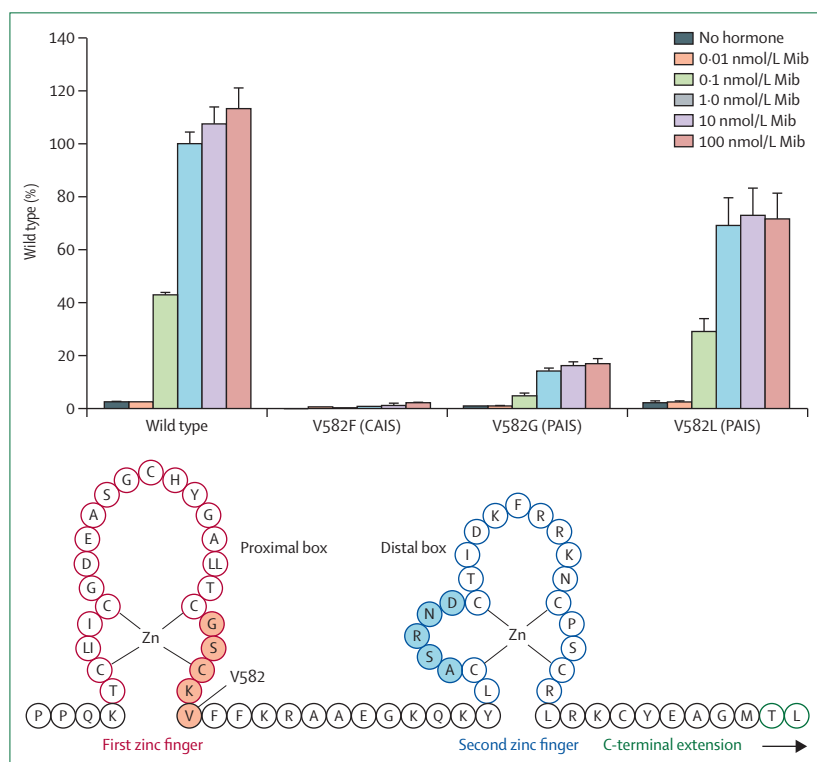 140
120
100
80
60
40
20
0
Wild type (%)
No hormone
0·01 nmol/L Mib
0·1 nmol/L Mib
1·0 nmol/L Mib
10 nmol/L Mib
100 nmol/L Mib
Wild type
V582F (CAIS)
V582G (PAIS)
V582L (PAIS)
P P Q K T C LI I C G D E A S G C H Y G A LL T C G S C K V F F K R A A E G K Q K Y L C A S R N D C T I D K F R R K N C P S C R L R K C Y E A G M T L
Proximal box
Distal box
Zn
Zn
V582
First zinc finger
Second zinc finger
C-terminal extension